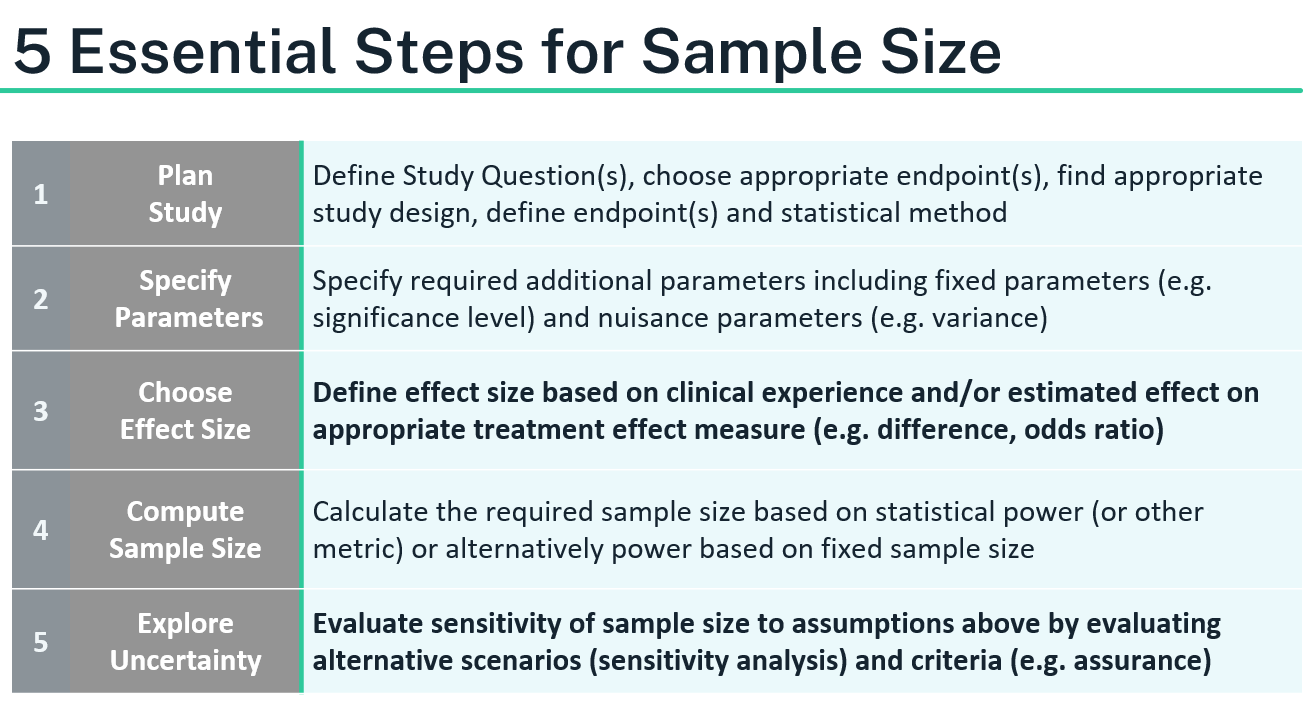 5 Essential Steps for Sample Size
1
Plan
Study
Define Study Question(s), choose appropriate endpoint(s), find appropriate
study design, define endpoint(s) and statistical method
2
Specify
Parameters
Specify required additional parameters including fixed parameters (e.g.
significance level) and nuisance parameters (e.g. variance)
3
Choose
Effect Size
Define effect size based on clinical experience and/or estimated effect on
appropriate treatment effect measure (e.g. difference, odds ratio)
4
Compute
Sample Size
Calculate the required sample size based on statistical power (or other
metric) or alternatively power based on fixed sample size
5
Explore
Uncertainty
Evaluate sensitivity of sample size to assumptions above by evaluating
alternative scenarios (sensitivity analysis) and criteria (e.g. assurance)